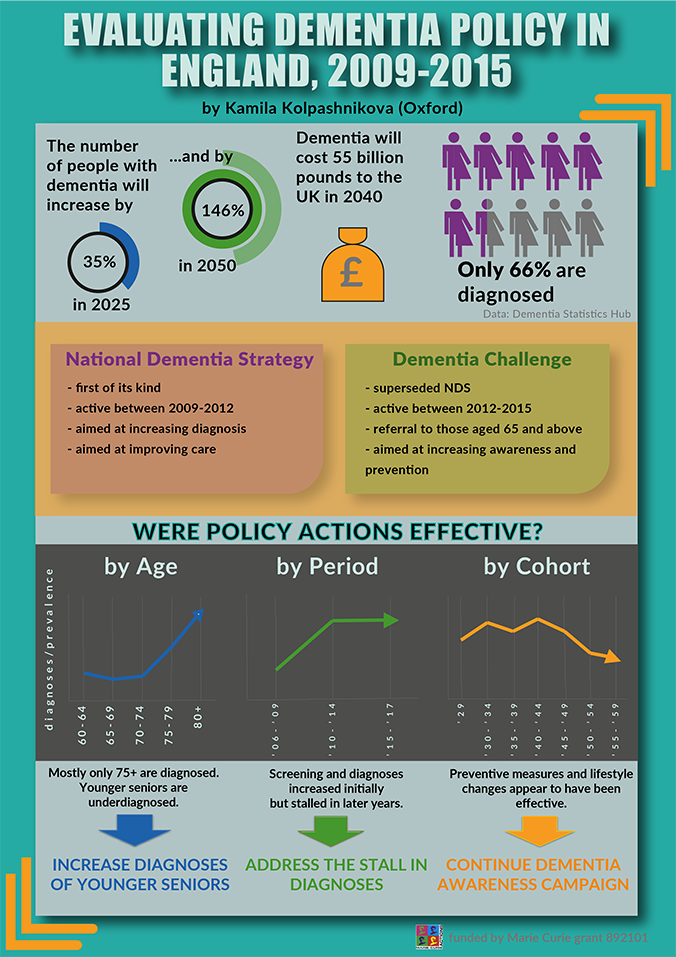 EVALUATING DEMENTIA POLICY IN
ENGLAND, 2009-2015
by Kamila Kolpashnikova (Oxford)
The number
of people with
dementia will
increase by
35%
in 2025
...and by
146%
in 2050
Dementia will
cost 55 billion
pounds to the
UK in 2040
£
Only 66% are
diagnosed
Data: Dementia Statistics Hub
National Dementia Strategy
- first of its kind
- active between 2009-2012
- aimed at increasing diagnosis
- aimed at improving care
Dementia Challenge
- superseded NDS
- active between 2012-2015
- referral to those aged 65 and above
- aimed at increasing awareness and
prevention
WERE POLICY ACTIONS EFFECTIVE?
diagnoses/prevalence
by Age
60-64
65-69
70-74
75-79
80+
Mostly only 75+ are diagnosed.
Younger seniors are
underdiagnosed.
INCREASE DIAGNOSES
OF YOUNGER SENIORS
by Period
'06-'09
'10-'14
'15-'17
Screening and diagnoses
increased initially
but stalled in later years.
ADDRESS THE STALL IN
DIAGNOSES
by Cohort
'29
'30-'34
'35-'39
'40-'44
'45-'49
'50-'54
'55-'59
Preventive measures and lifestyle
changes appear to have been
effective.
CONTINUE DEMENTIA
AWARENESS CAMPAIGN
funded by Marie Curie grant 892101